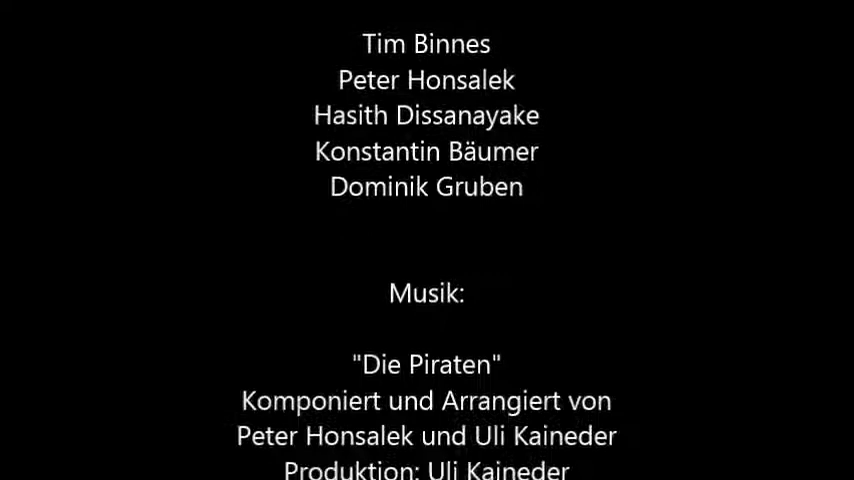 Tim Binnes
Peter Honsalek
Hasith Dissanayake
Konstantin Bäumer
Dominik Gruben
Musik:
"Die Piraten"
Komponiert und Arrangiert von
Peter Honsalek und Uli Kaineder
Produktion: Uli Kaineder